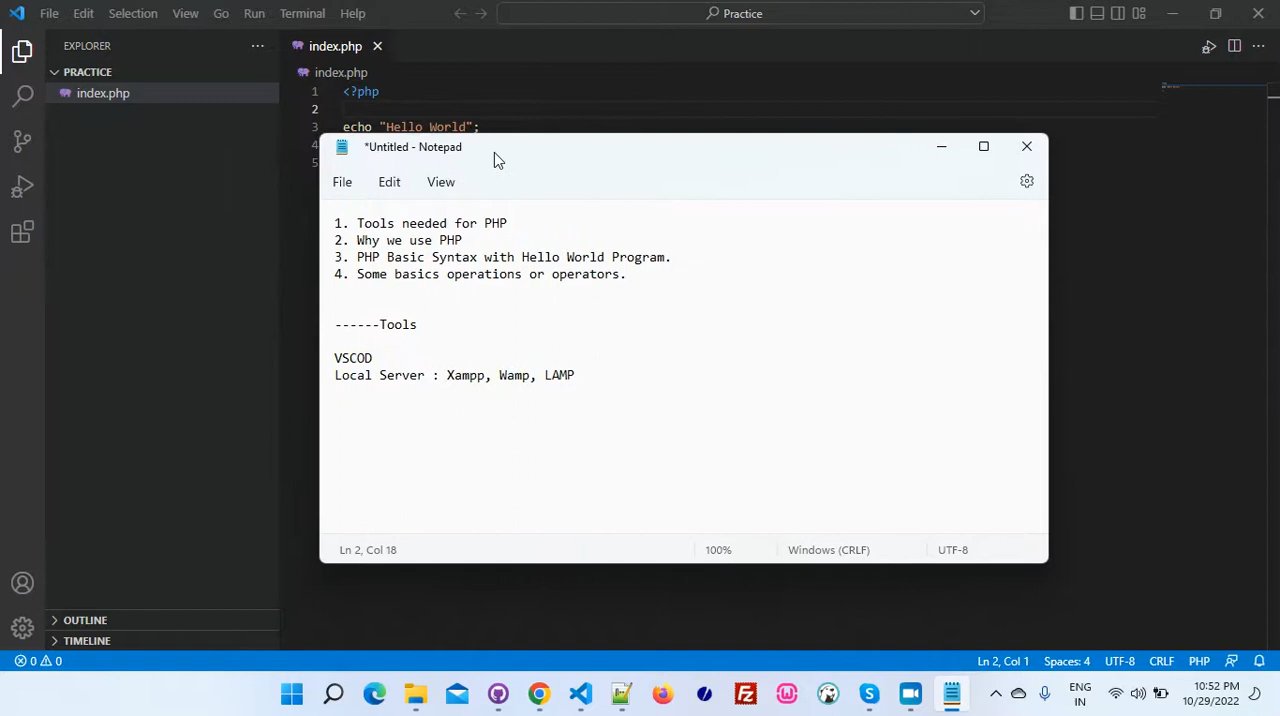 File Edit Selection View Go Run Terminal Help
Practice
EXPLORER
index.php
PRACTICE
index.php
index.php
1 <?php
2
3 echo "Hello World";
4
5
*Untitled - Notepad
File Edit View
1. Tools needed for PHP
2. Why we use PHP
3. PHP Basic Syntax with Hello World Program.
4. Some basics operations or operators.
------Tools
VSCOD
Local Server : Xampp, Wamp, LAMP
Ln 2, Col 18 100% Windows (CRLF) UTF-8
OUTLINE
TIMELINE
0 0 Ln 2, Col 1 Spaces: 4 UTF-8 CRLF PHP
ENG
IN
10:52 PM
10/29/2022